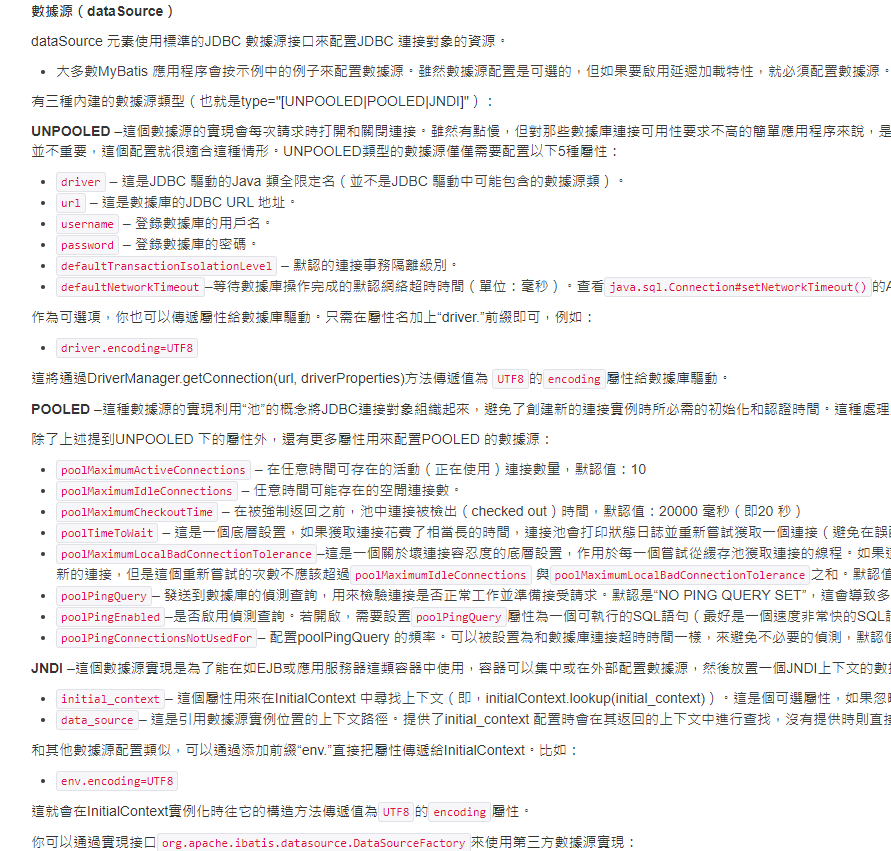 數據源（dataSource）
dataSource 元素使用標準的JDBC 數據源接口來配置JDBC 連接對象的資源。
大多數MyBatis 應用程序會按示例中的例子來配置數據源。雖然數據源配置是可選的，但如果要啟用延遲加載特性，就必須配置數據源。
有三種內建的數據源類型（也就是type="[UNPOOLED|POOLED|JNDI]"）：
UNPOOLED –這個數據源的實現會每次請求時打開和關閉連接。雖然有點慢，但對那些數據庫連接可用性要求不高的簡單應用程序來說，是
並不重要，這個配置就很適合這種情形。UNPOOLED類型的數據源僅僅需要配置以下5種屬性：
driver – 這是JDBC 驅動的Java 類全限定名（並不是JDBC 驅動中可能包含的數據源類）。
url – 這是數據庫的JDBC URL 地址。
username – 登錄數據庫的用戶名。
password – 登錄數據庫的密碼。
defaultTransactionIsolationLevel – 默認的連接事務隔離級別。
defaultNetworkTimeout –等待數據庫操作完成的默認網絡超時時間（單位：毫秒）。查看 java.sql.Connection#setNetworkTimeout() 的A
作為可選項，你也可以傳遞屬性給數據庫驅動。只需在屬性名加上“driver.”前綴即可，例如：
driver.encoding=UTF8
這將通過DriverManager.getConnection(url, driverProperties)方法傳遞值為 UTF8 的 encoding 屬性給數據庫驅動。
POOLED –這種數據源的實現利用“池”的概念將JDBC連接對象組織起來，避免了創建新的連接實例時所必需的初始化和認證時間。這種處理
除了上述提到UNPOOLED 下的屬性外，還有更多屬性用來配置POOLED 的數據源：
poolMaximumActiveConnections – 在任意時間可存在的活動（正在使用）連接數量，默認值：10
poolMaximumIdleConnections – 任意時間可能存在的空閒連接數。
poolMaximumCheckoutTime – 在被強制返回之前，池中連接被檢出（checked out）時間，默認值：20000 毫秒（即20 秒）
poolTimeToWait – 這是一個底層設置，如果獲取連接花費了相當長的時間，連接池會打印狀態日誌並重新嘗試獲取一個連接（避免在誤
poolMaximumLocalBadConnectionTolerance –這是一個關於壞連接容忍度的底層設置，作用於每一個嘗試從緩存池獲取連接的線程。如果
新的連接，但是這個重新嘗試的次數不應該超過 poolMaximumIdleConnections 與 poolMaximumLocalBadConnectionTolerance 之和。默認值
poolPingQuery – 發送到數據庫的偵測查詢，用來檢驗連接是否正常工作並準備接受請求。默認是“NO PING QUERY SET”，這會導致多
poolPingEnabled –是否啟用偵測查詢。若開啟，需要設置 poolPingQuery 屬性為一個可執行的SQL語句（最好是一個速度非常快的SQL語
poolPingConnectionsNotUsedFor – 配置poolPingQuery 的頻率。可以被設置為和數據庫連接超時時間一樣，來避免不必要的偵測，默認值
JNDI –這個數據源實現是為了能在如EJB或應用服務器這類容器中使用，容器可以集中或在外部配置數據源，然後放置一個JNDI上下文的數
initial_context – 這個屬性用來在InitialContext 中尋找上下文（即，initialContext.lookup(initial_context)）。這是個可選屬性，如果忽
data_source – 這是引用數據源實例位置的上下文路徑。提供了initial_context 配置時會在其返回的上下文中進行查找，沒有提供時則直接
和其他數據源配置類似，可以通過添加前綴“env.”直接把屬性傳遞給InitialContext。比如：
env.encoding=UTF8
這就會在InitialContext實例化時往它的構造方法傳遞值為 UTF8 的 encoding 屬性。
你可以通過實現接口 org.apache.ibatis.datasource.DataSourceFactory 來使用第三方數據源實現：